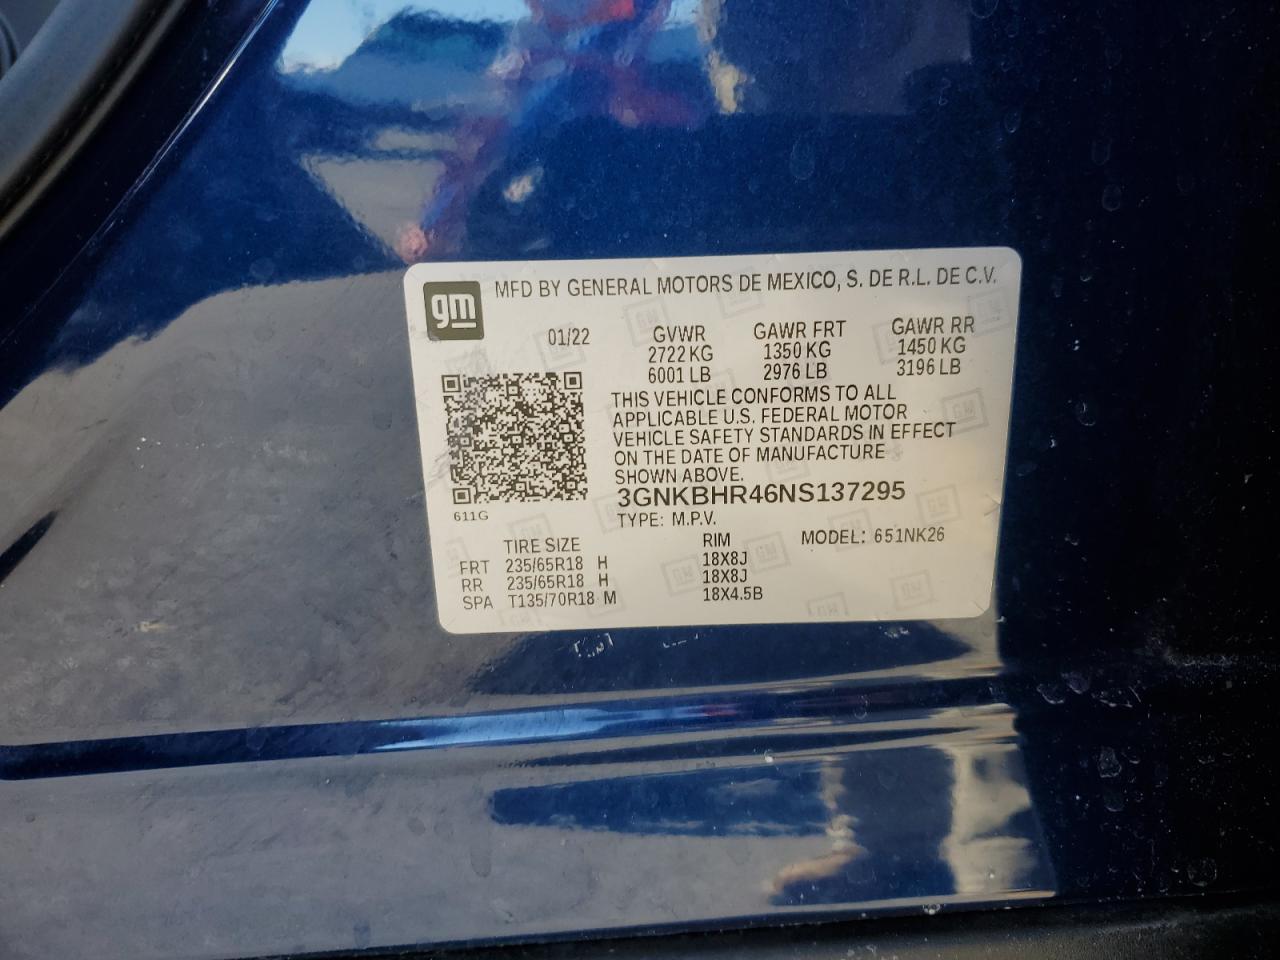 gm
MFD BY GENERAL MOTORS DE MEXICO, S. DE R.L. DE C.V.
01/22 GVWR GAWR FRT GAWR RR
2722 KG 1350 KG 1450 KG
6001 LB 2976 LB 3196 LB
THIS VEHICLE CONFORMS TO ALL
APPLICABLE U.S. FEDERAL MOTOR
VEHICLE SAFETY STANDARDS IN EFFECT
ON THE DATE OF MANUFACTURE
SHOWN ABOVE.
3GNKBHR46NS137295
611G
TYPE: M.P.V.
MODEL: 651NK26
TIRE SIZE RIM
FRT 235/65R18 H 18X8J
RR 235/65R18 H 18X8J
SPA T135/70R18 M 18X4.5B